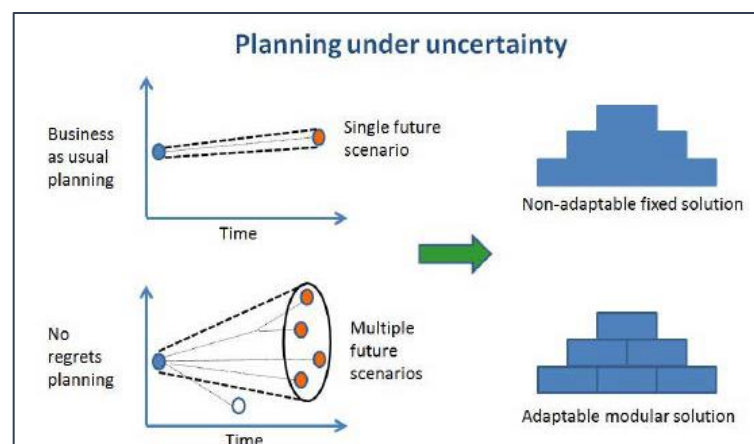 Planning under uncertainty
Business
as usual
planning
Single future
scenario
Time
Non-adaptable fixed solution
No
regrets
planning
Multiple
future
scenarios
Time
Adaptable modular solution